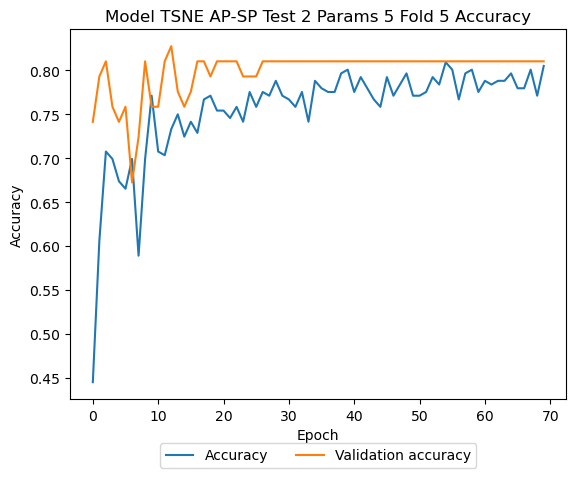 Model TSNE AP-SP Test 2 Params 5 Fold 5 Accuracy
0.80
0.75
0.70
0.65
0.60
0.55
0.50
0.45
Accuracy
0 10 20 30 40 50 60 70
Epoch
Accuracy Validation accuracy